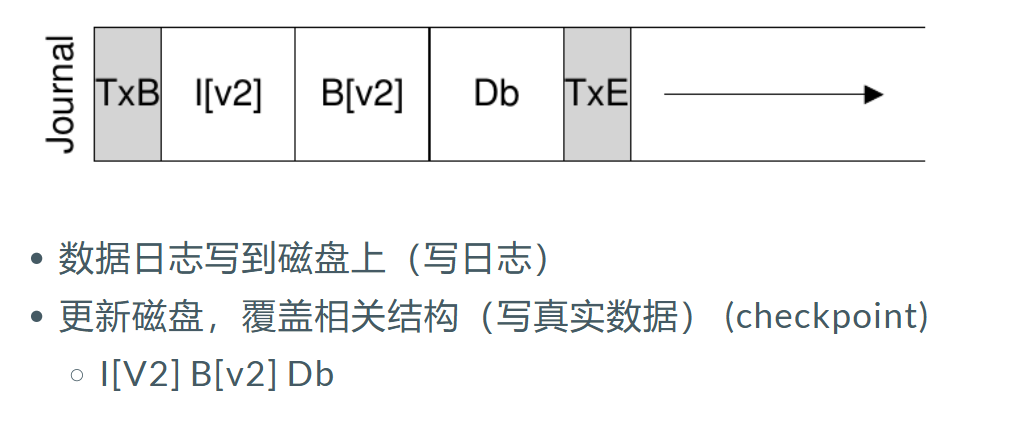 Journal
TxB I[v2] B[v2] Db TxE
• 数据日志写到磁盘上（写日志）
• 更新磁盘，覆盖相关结构（写真实数据） (checkpoint)
○ I[V2] B[v2] Db